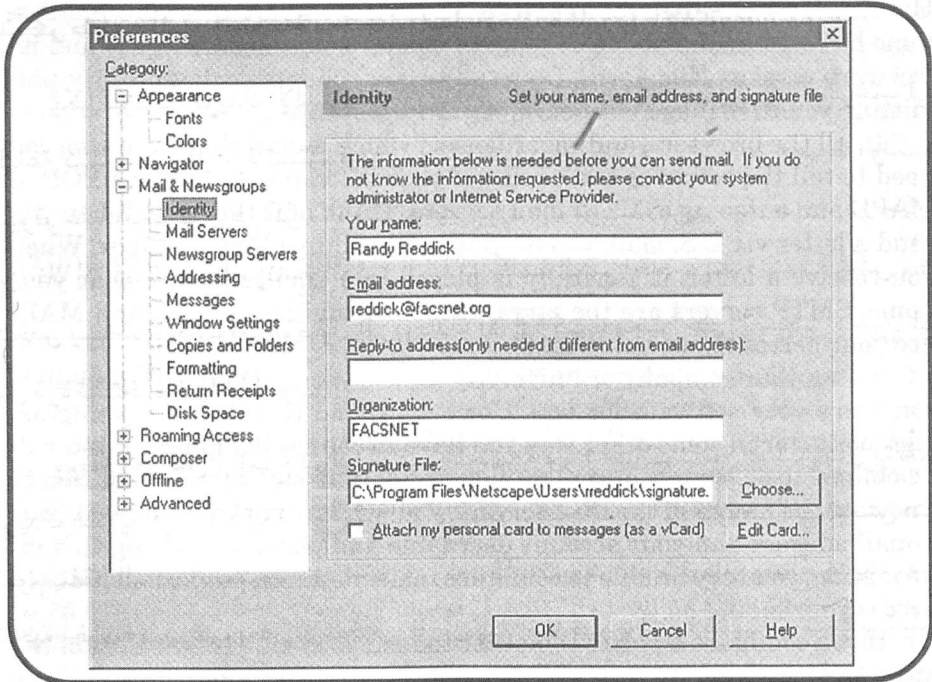 Preferences
Category:
Appearance
Fonts
Colors
Navigator
Mail & Newsgroups
Identity
Mail Servers
Newsgroup Servers
Addressing
Messages
Window Settings
Copies and Folders
Formatting
Return Receipts
Disk Space
Roaming Access
Composer
Offline
Advanced
Identity Set your name, email address, and signature file
The information below is needed before you can send mail. If you do
not know the information requested, please contact your system
administrator or Internet Service Provider.
Your name:
Randy Reddick
Email address:
reddick@facsnet.org
Reply-to address(only needed if different from email address):
Organization:
FACSNET
Signature File:
C:\Program Files\Netscape\Users\rreddick\signature. Choose...
Attach my personal card to messages (as a vCard) Edit Card...
OK Cancel Help